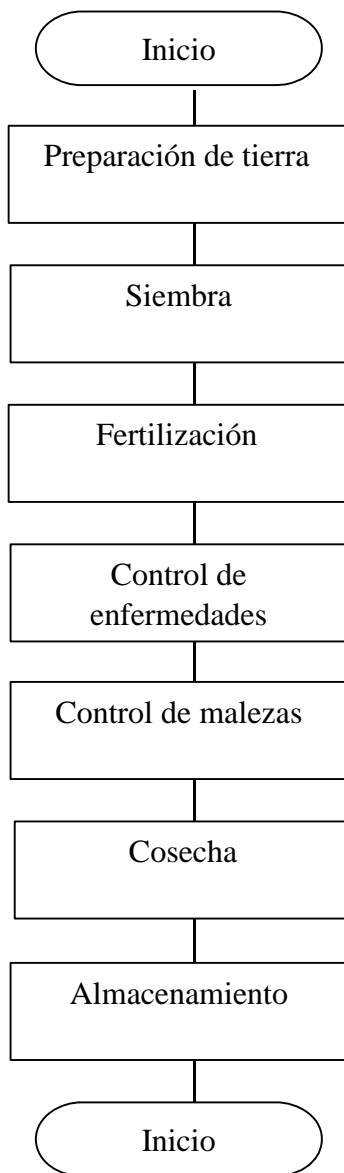 Inicio
Preparación de tierra
Siembra
Fertilización
Control de
enfermedades
Control de malezas
Cosecha
Almacenamiento
Inicio